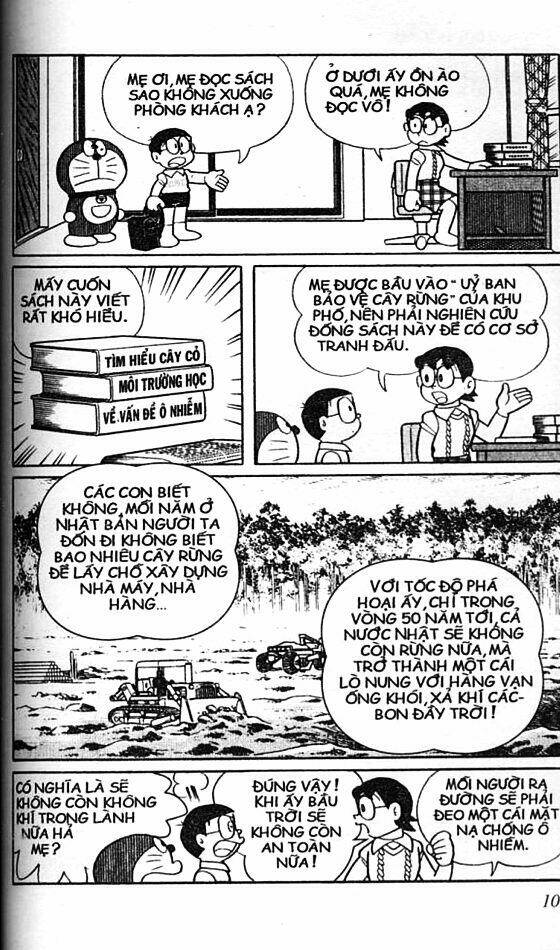 MẸ ƠI, MẸ ĐỌC SÁCH
SAO KHÔNG XUỐNG
PHÒNG KHÁCH Ạ?
Ở DƯỚI ẤY ỒN ÀO
QUÁ, MẸ KHÔNG
ĐỌC VÔ!
MẤY CUỐN
SÁCH NÀY VIẾT
RẤT KHÓ HIỂU.
TÌM HIỂU CÂY CỎ
MÔI TRƯỜNG HỌC
VỀ VẤN ĐỀ Ô NHIỄM
MẸ ĐƯỢC BẦU VÀO " UỶ BAN
BẢO VỆ CÂY RỪNG" CỦA KHU
PHỐ, NÊN PHẢI NGHIÊN CỨU
ĐỐNG SÁCH NÀY ĐỂ CÓ CƠ SỞ
TRANH ĐẤU.
CÁC CON BIẾT
KHÔNG, MỖI NĂM Ở
NHẬT BẢN NGƯỜI TA
ĐỐN ĐI KHÔNG BIẾT
BAO NHIÊU CÂY RỪNG
ĐỂ LẤY CHỖ XÂY DỰNG
NHÀ MÁY, NHÀ
HÀNG...
VỚI TỐC ĐỘ PHÁ
HOẠI ẤY, CHỈ TRONG
VÒNG 50 NĂM TỚI, CẢ
NƯỚC NHẬT SẼ KHÔNG
CÒN RỪNG NỮA, MÀ
TRỞ THÀNH MỘT CÁI
LÒ NUNG VỚI HÀNG VẠN
ỐNG KHÓI, XẢ KHÍ CÁC-
BON ĐẦY TRỜI!
CÓ NGHĨA LÀ SẼ
KHÔNG CÒN KHÔNG
KHÍ TRONG LÀNH
NỮA HẢ
MẸ?
ĐÚNG VẬY!
KHI ẤY BẦU
TRỜI SẼ
KHÔNG CÒN
AN TOÀN
NỮA!
MỖI NGƯỜI RA
ĐƯỜNG SẼ PHẢI
ĐEO MỘT CÁI MẶT
NẠ CHỐNG Ô
NHIỄM.
10